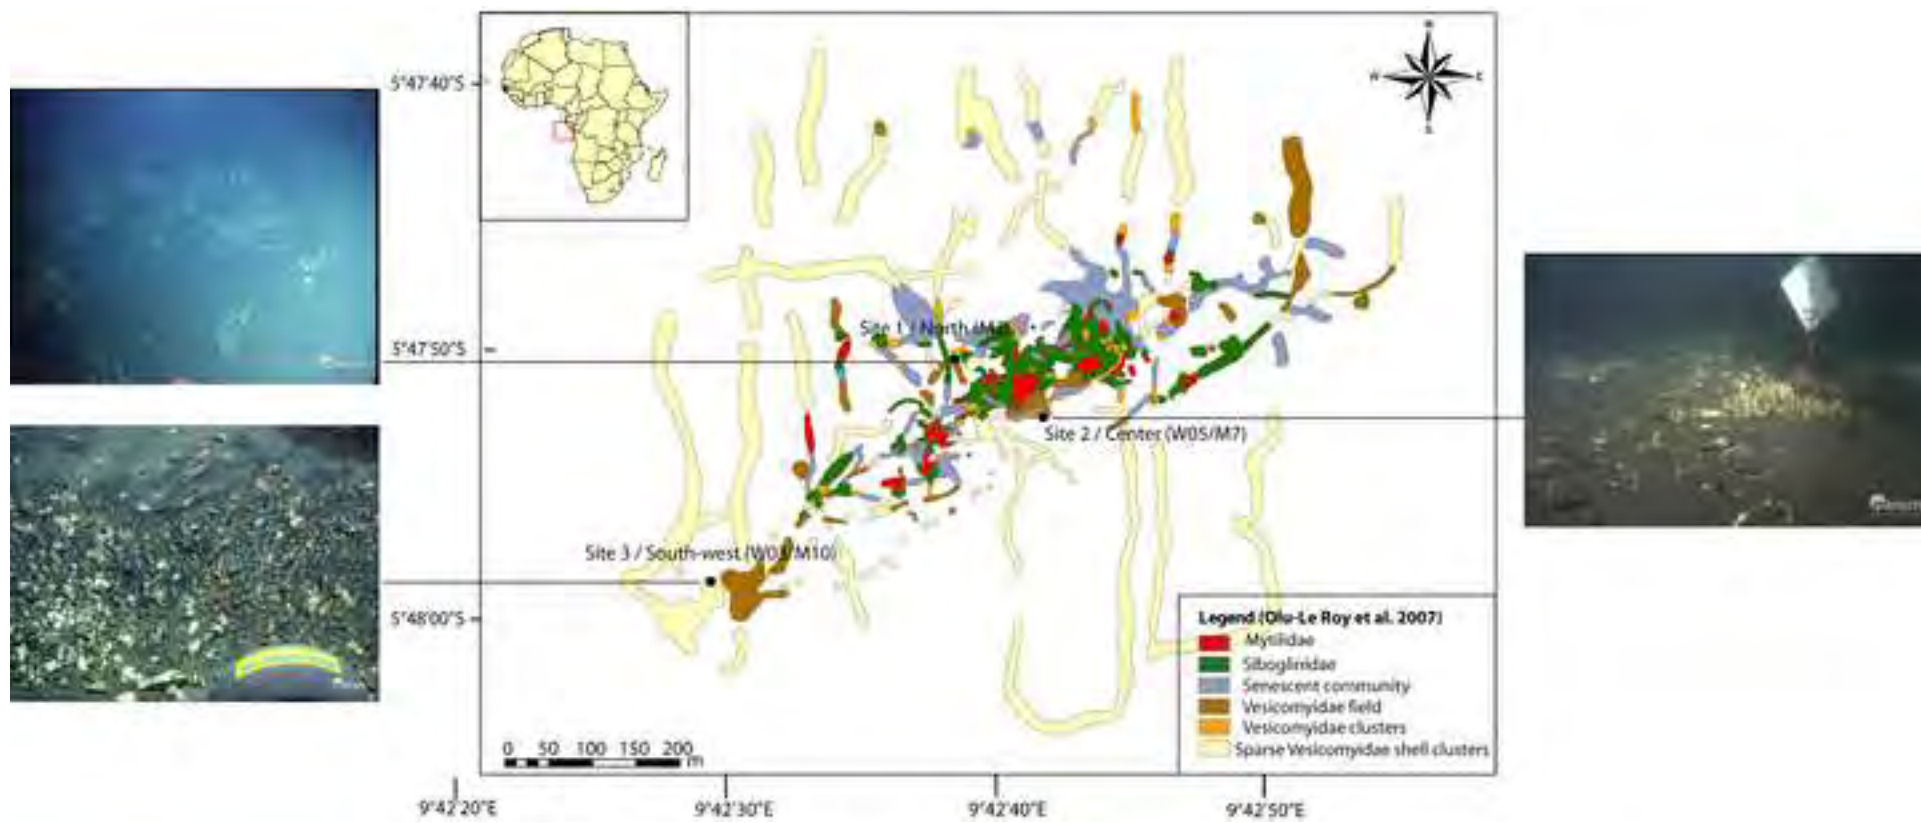 N
W
E
S
5°47'40"S
5°47'50"S
Site 1 / North
Site 2 / Center (W05/M7)
Site 3 / South-west (W03/M10)
5°48'00"S
Legend (Olu-Le Roy et al. 2007)
Mytilidae
Siboglinidae
Senescent community
Vesicomyidae field
Vesicomyidae clusters
Sparse Vesicomyidae shell clusters
0 50 100 150 200
m
9°42'20"E
9°42'30"E
9°42'40"E
9°42'50"E